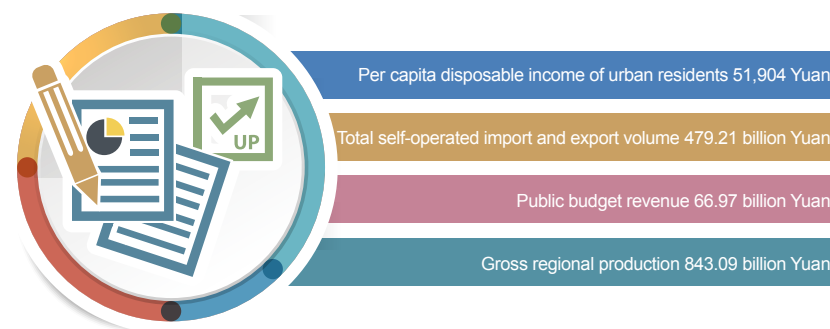 Per capita disposable income of urban residents 51,904 Yuan
Total self-operated import and export volume 479.21 billion Yuan
UP
Public budget revenue 66.97 billion Yuan
Gross regional production 843.09 billion Yuan